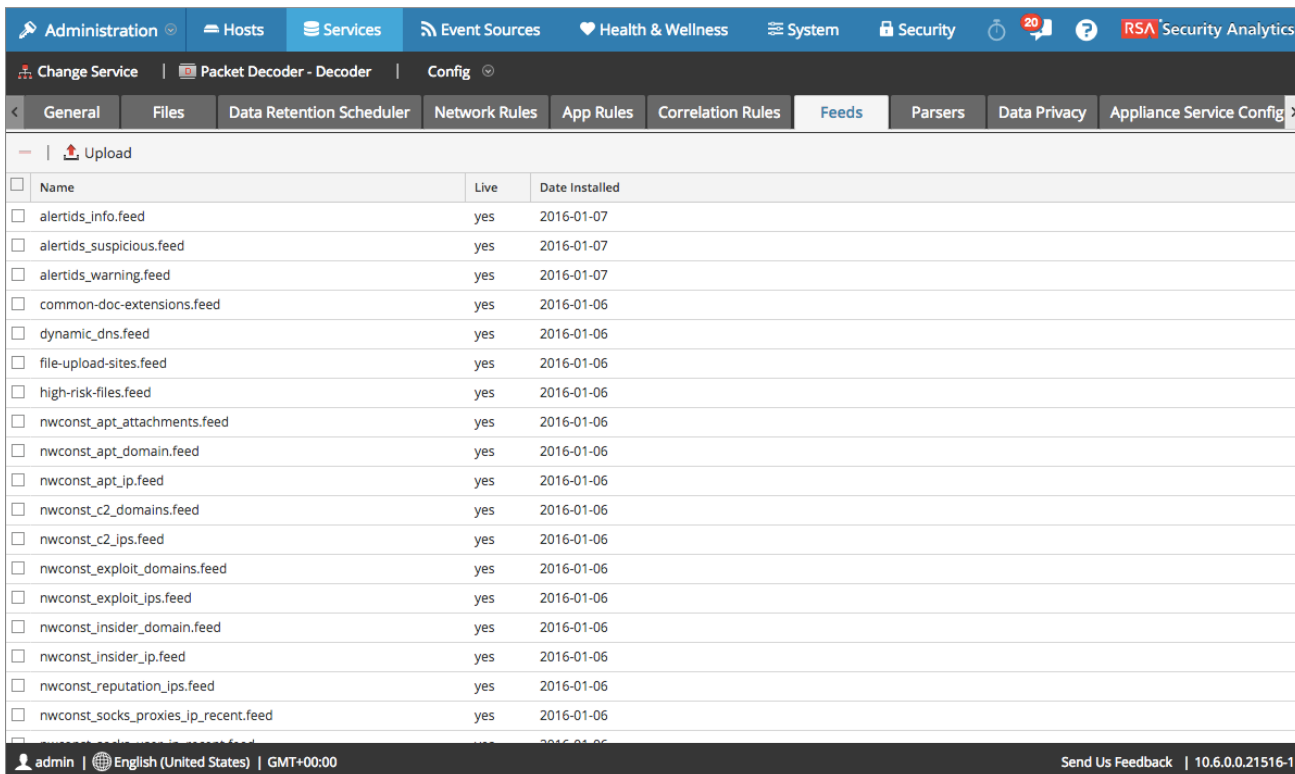 Administration Hosts Services Event Sources Health & Wellness System Security 20 ? RSA Security Analytics
Change Service | Packet Decoder - Decoder | Config
General Files Data Retention Scheduler Network Rules App Rules Correlation Rules Feeds Parsers Data Privacy Appliance Service Config
Upload
Name Live Date Installed
alertids_info.feed yes 2016-01-07
alertids_suspicious.feed yes 2016-01-07
alertids_warning.feed yes 2016-01-07
common-doc-extensions.feed yes 2016-01-06
dynamic_dns.feed yes 2016-01-06
file-upload-sites.feed yes 2016-01-06
high-risk-files.feed yes 2016-01-06
nwconst_apt_attachments.feed yes 2016-01-06
nwconst_apt_domain.feed yes 2016-01-06
nwconst_apt_ip.feed yes 2016-01-06
nwconst_c2_domains.feed yes 2016-01-06
nwconst_c2_ips.feed yes 2016-01-06
nwconst_exploit_domains.feed yes 2016-01-06
nwconst_exploit_ips.feed yes 2016-01-06
nwconst_insider_domain.feed yes 2016-01-06
nwconst_insider_ip.feed yes 2016-01-06
nwconst_reputation_ips.feed yes 2016-01-06
nwconst_socks_proxies_ip_recent.feed yes 2016-01-06
admin | English (United States) | GMT+00:00 Send Us Feedback | 10.6.0.0.21516-1